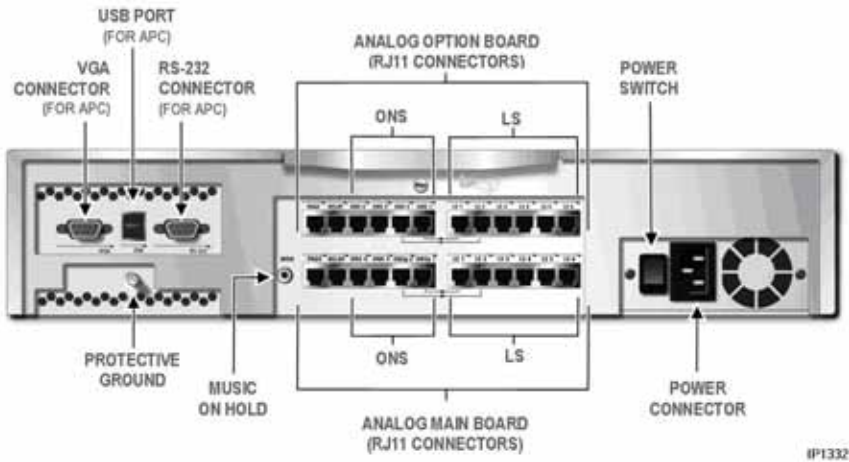 USB PORT
(FOR APC)
VGA
CONNECTOR
(FOR APC)
RS-232
CONNECTOR
(FOR APC)
ANALOG OPTION BOARD
(RJ11 CONNECTORS)
POWER
SWITCH
ONS
LS
PROTECTIVE
GROUND
MUSIC
ON HOLD
ONS
LS
ANALOG MAIN BOARD
(RJ11 CONNECTORS)
POWER
CONNECTOR
IP1332